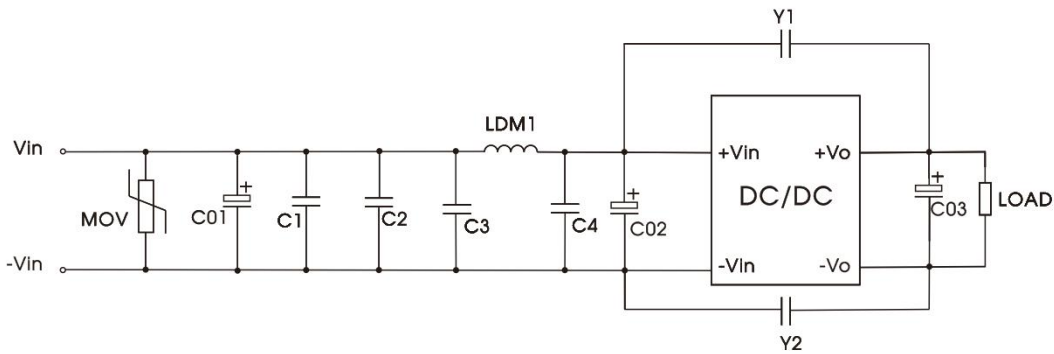 Y1
LDM1
Vin
+Vin
+Vo
MOV
+
C01
C1
C2
C3
C4
+
C02
DC/DC
+
C03
LOAD
-Vin
-Vin
-Vo
Y2